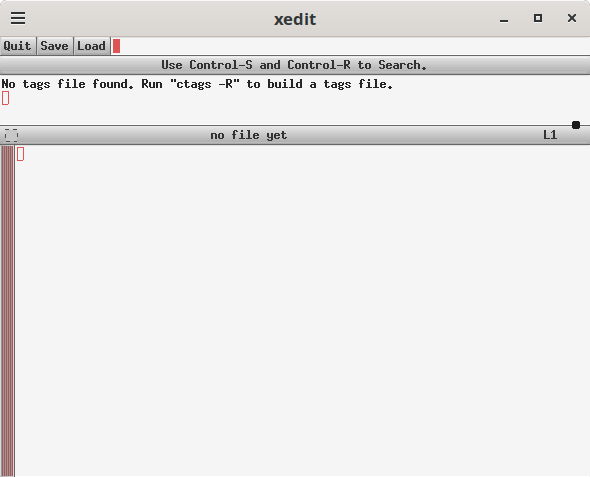 xedit
Quit Save Load
Use Control-S and Control-R to Search.
No tags file found. Run "ctags -R" to build a tags file.
no file yet L1